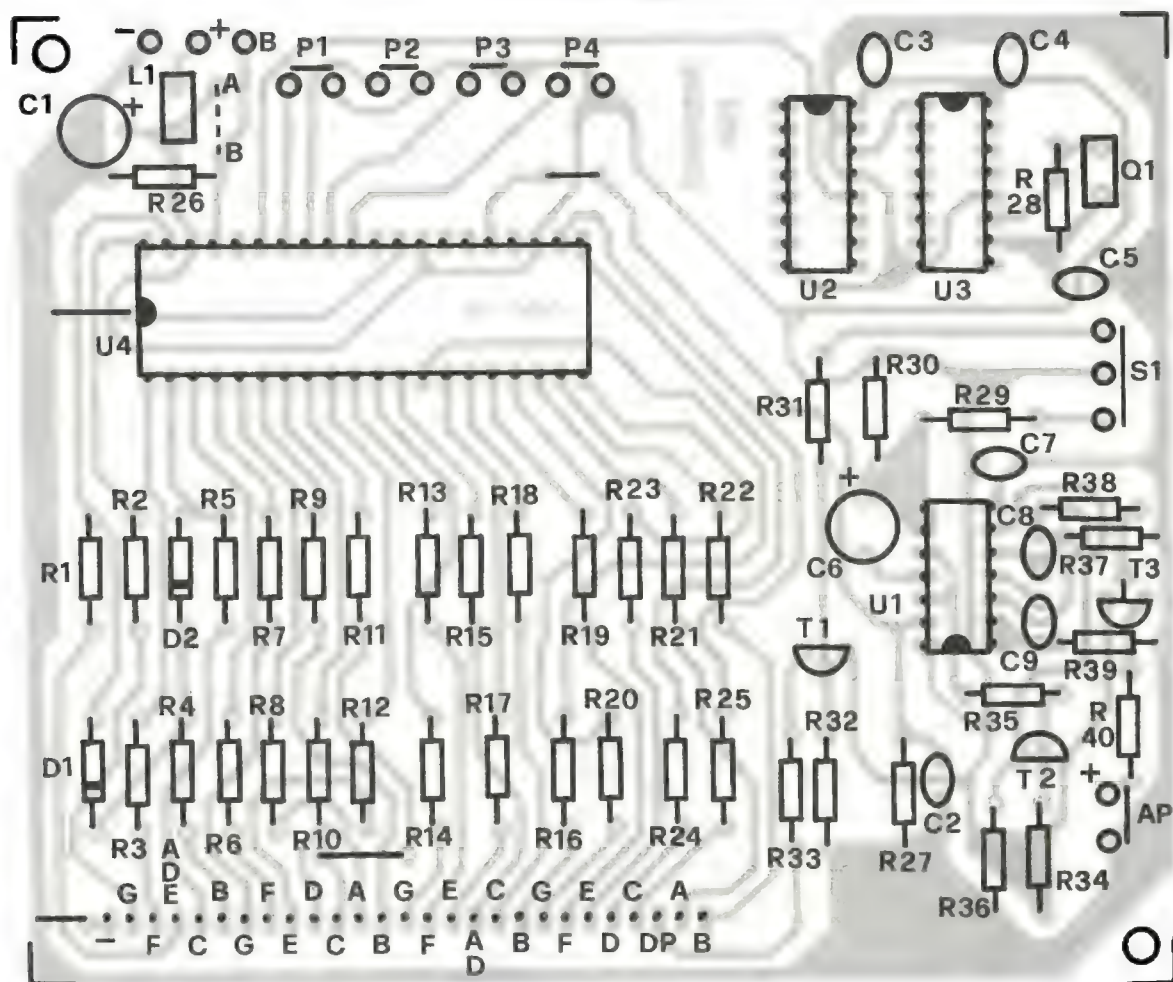 - + B P1 P2 P3 P4 C3 C4
L1 A
C1 +
B
R26
R
28
Q1
C5
U2 U3
U4
R31 R30 S1
R29
C7
+
R2 R5 R9 R13 R18 R23 R22 R38
C8
R1 C6 R37 T3
U1
D2 R7 R11 R15 R19 R21 T1
C9 R39
R4 R8 R12 R17 R20 R25 R32 R35 R
40
D1 T2 +
C2 AP
R3 A
D R6 R10 R14 R16 R24 R33 R27 R34
R36
G E B F D A G E C G E C A
- F C G E C B F A
D B F D DP B